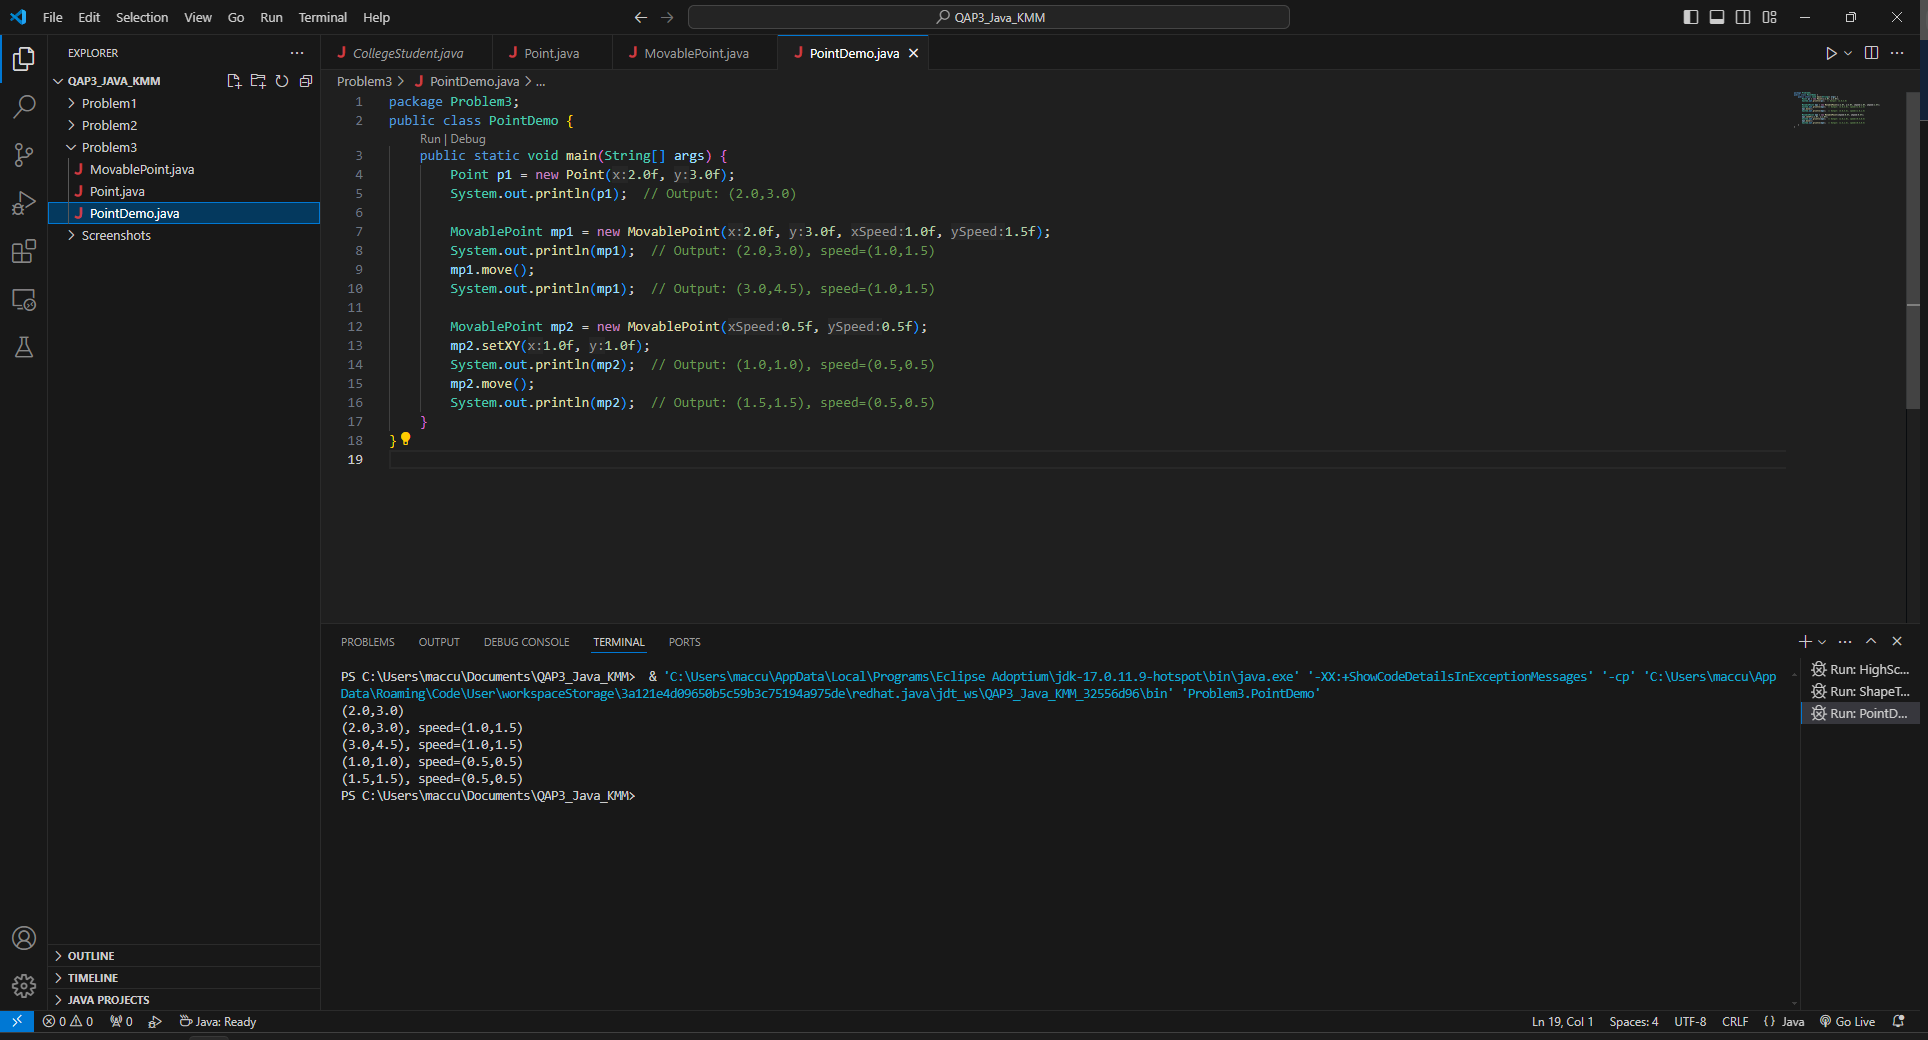 File Edit Selection View Go Run Terminal Help
QAP3_Java_KMM
EXPLORER
QAP3_JAVA_KMM
Problem1
Problem2
Problem3
MovablePoint.java
Point.java
PointDemo.java
Screenshots
OUTLINE
TIMELINE
JAVA PROJECTS
CollegeStudent.java Point.java MovablePoint.java PointDemo.java
Problem3 > PointDemo.java > ...
1 package Problem3;
2 public class PointDemo {
Run | Debug
3 public static void main(String[] args) {
4 Point p1 = new Point(x:2.0f, y:3.0f);
5 System.out.println(p1);  // Output: (2.0,3.0)
6
7 MovablePoint mp1 = new MovablePoint(x:2.0f, y:3.0f, xSpeed:1.0f, ySpeed:1.5f);
8 System.out.println(mp1);  // Output: (2.0,3.0), speed=(1.0,1.5)
9 mp1.move();
10 System.out.println(mp1);  // Output: (3.0,4.5), speed=(1.0,1.5)
11
12 MovablePoint mp2 = new MovablePoint(xSpeed:0.5f, ySpeed:0.5f);
13 mp2.setXY(x:1.0f, y:1.0f);
14 System.out.println(mp2);  // Output: (1.0,1.0), speed=(0.5,0.5)
15 mp2.move();
16 System.out.println(mp2);  // Output: (1.5,1.5), speed=(0.5,0.5)
17 }
18 }
19
PROBLEMS OUTPUT DEBUG CONSOLE TERMINAL PORTS
PS C:\Users\maccu\Documents\QAP3_Java_KMM>  & 'C:\Users\maccu\AppData\Local\Programs\Eclipse Adoptium\jdk-17.0.11.9-hotspot\bin\java.exe' '-XX:+ShowCodeDetailsInExceptionMessages' '-cp' 'C:\Users\maccu\App
Data\Roaming\Code\User\workspaceStorage\3a121e4d09650b5c59b3c75194a975de\redhat.java\jdt_ws\QAP3_Java_KMM_32556d96\bin' 'Problem3.PointDemo'
(2.0,3.0)
(2.0,3.0), speed=(1.0,1.5)
(3.0,4.5), speed=(1.0,1.5)
(1.0,1.0), speed=(0.5,0.5)
(1.5,1.5), speed=(0.5,0.5)
PS C:\Users\maccu\Documents\QAP3_Java_KMM>
Run: HighSc...
Run: ShapeT...
Run: PointD...
0 0 0 Java: Ready
Ln 19, Col 1 Spaces: 4 UTF-8 CRLF {} Java Go Live